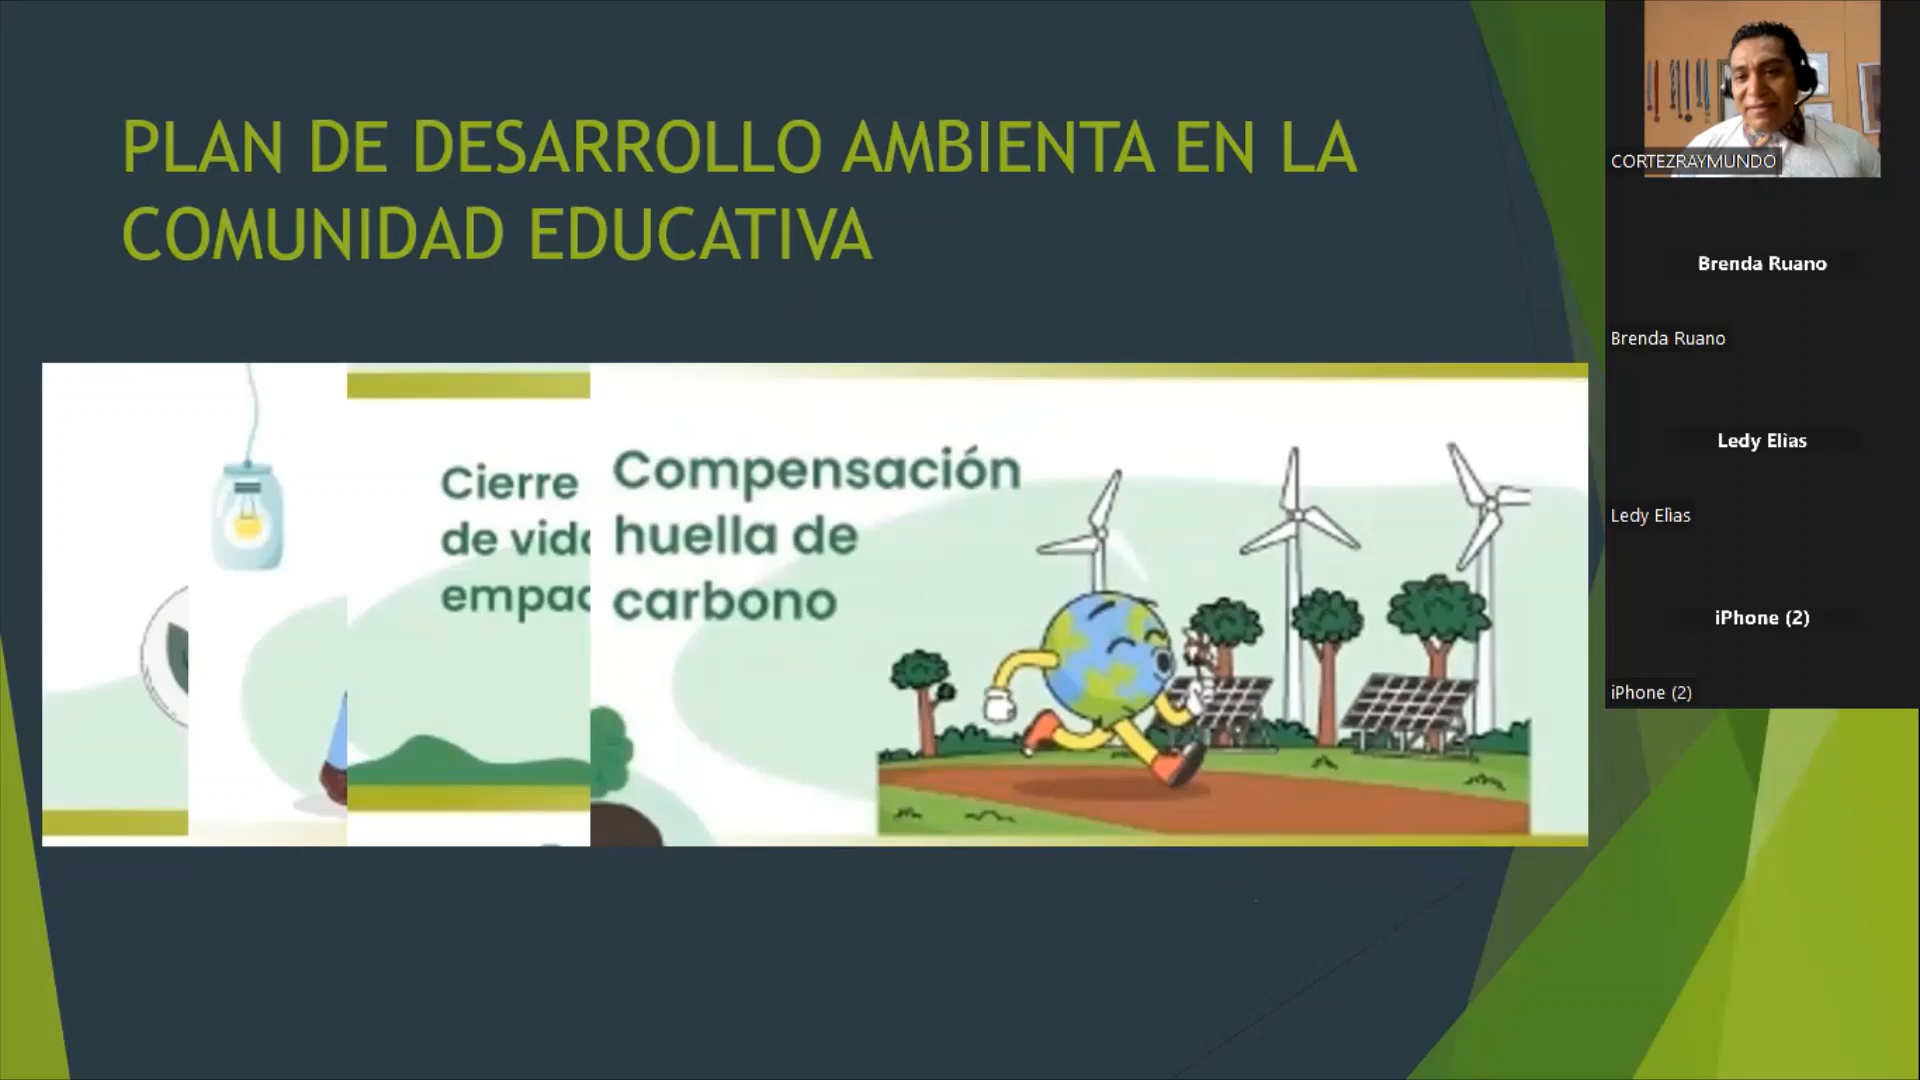 PLAN DE DESARROLLO AMBIENTA EN LA
COMUNIDAD EDUCATIVA
Cierre
de vid
empa
Compensación
huella de
carbono
CORTEZRAYMUNDO
Brenda Ruano
Brenda Ruano
Ledy Elias
Ledy Elias
iPhone (2)
iPhone (2)